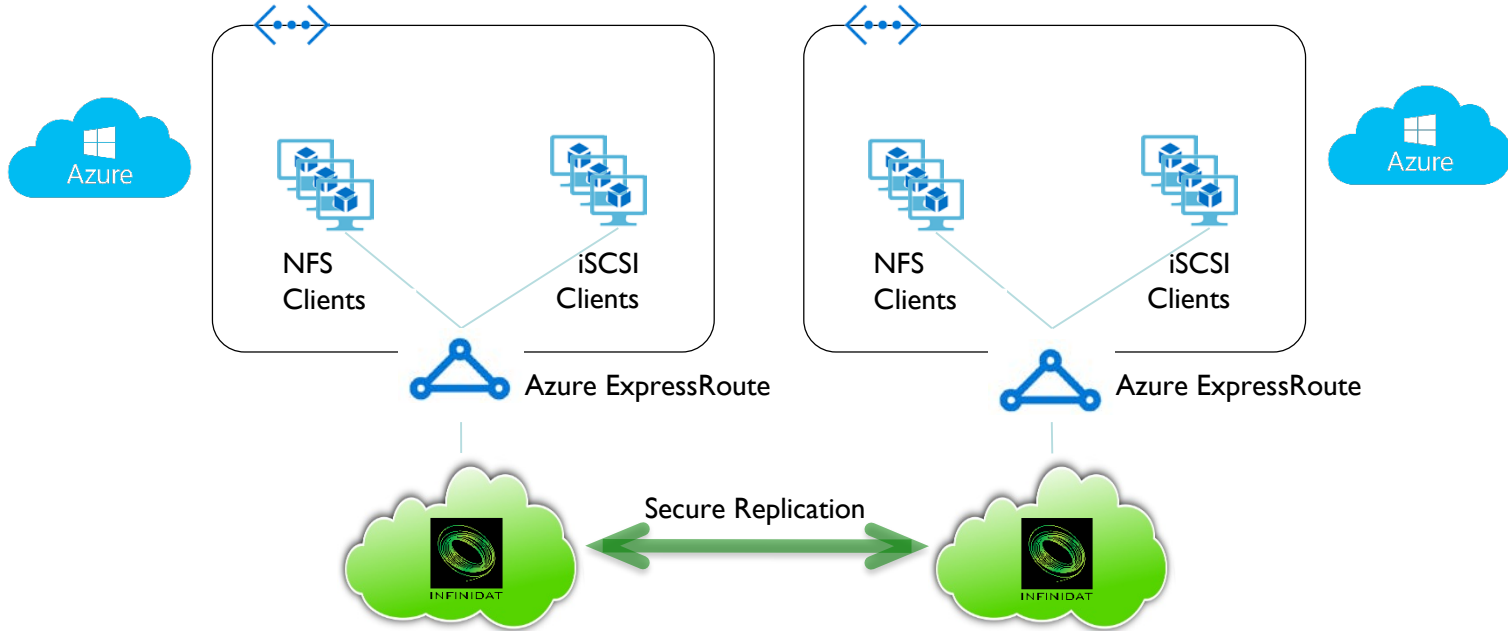 Azure
Azure
NFS
Clients
iSCSI
Clients
NFS
Clients
iSCSI
Clients
Azure ExpressRoute
Azure ExpressRoute
Secure Replication
INFINIDAT
INFINIDAT